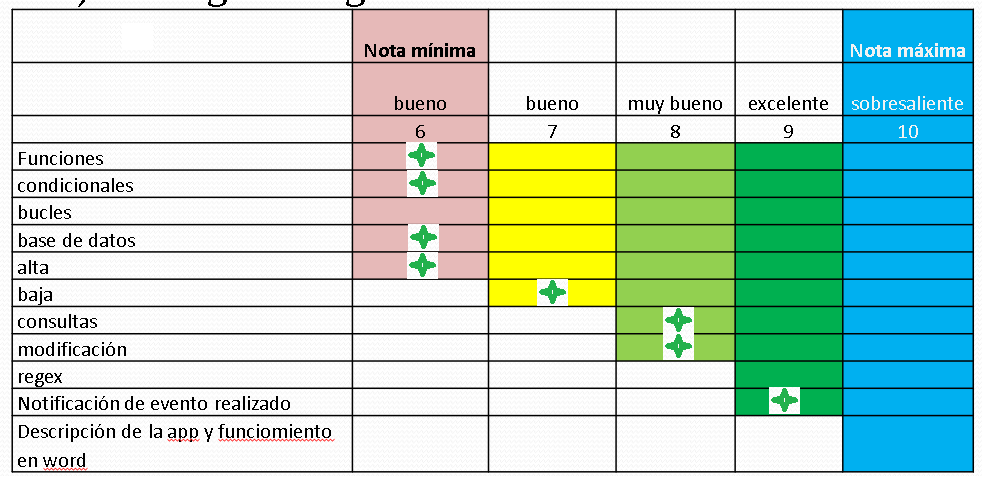 Nota mínima Nota máxima
bueno bueno muy bueno excelente sobresaliente
6 7 8 9 10
Funciones
condicionales
bucles
base de datos
alta
baja
consultas
modificación
regex
Notificación de evento realizado
Descripción de la app y funciomiento
en word